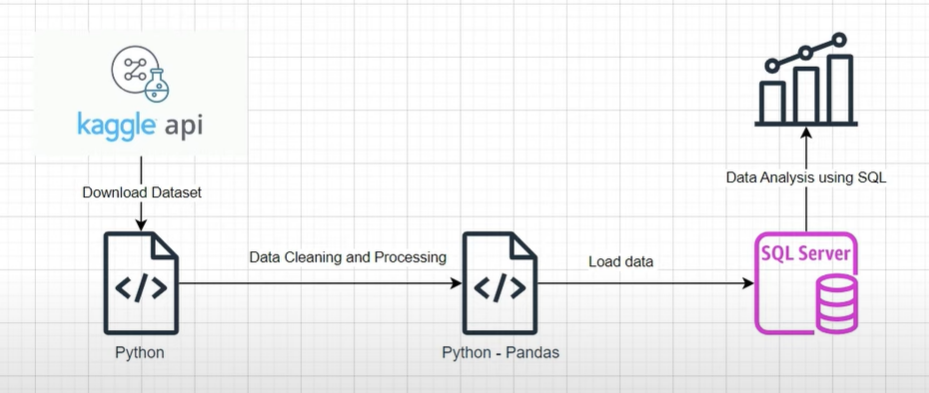 kaggle api
Download Dataset
Data Analysis using SQL
Data Cleaning and Processing
Load data
SQL Server
</>
</>
Python
Python - Pandas